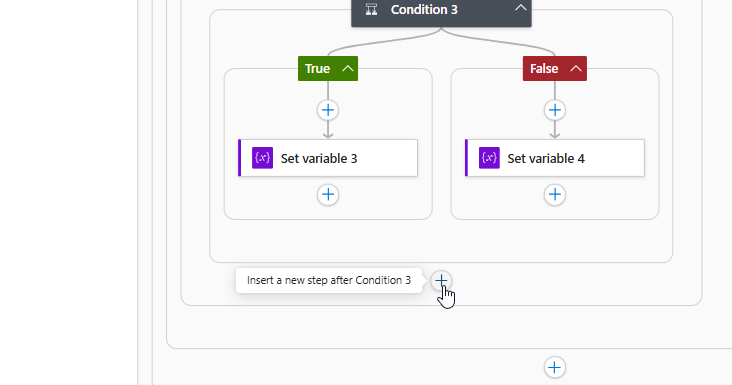 Condition 3
True
False
{x}
Set variable 3
{x}
Set variable 4
Insert a new step after Condition 3